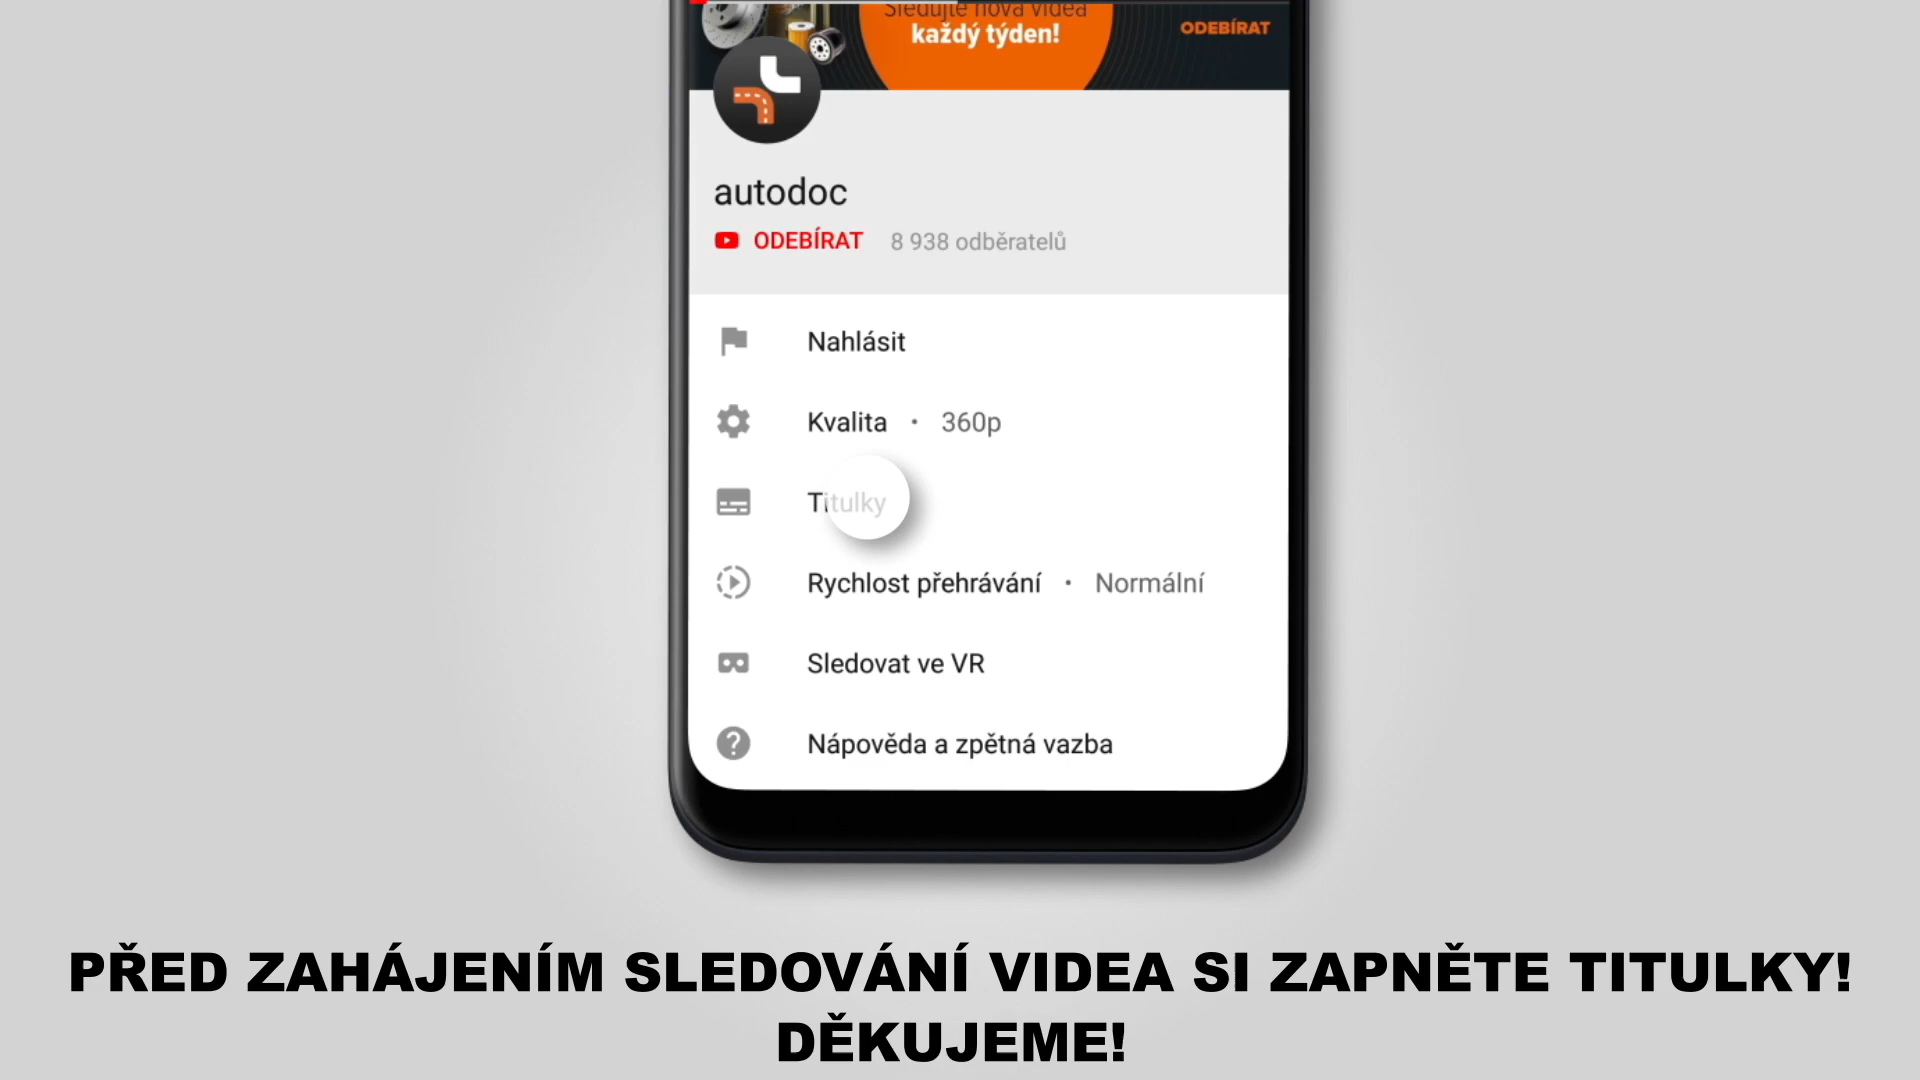 Sledujte nová videa
každý týden!
ODEBÍRAT
autodoc
ODEBÍRAT 8 938 odběratelů
Nahlásit
Kvalita • 360p
Titulky
Rychlost přehrávání • Normální
Sledovat ve VR
Nápověda a zpětná vazba
PŘED ZAHÁJENÍM SLEDOVÁNÍ VIDEA SI ZAPNĚTE TITULKY!
DĚKUJEME!